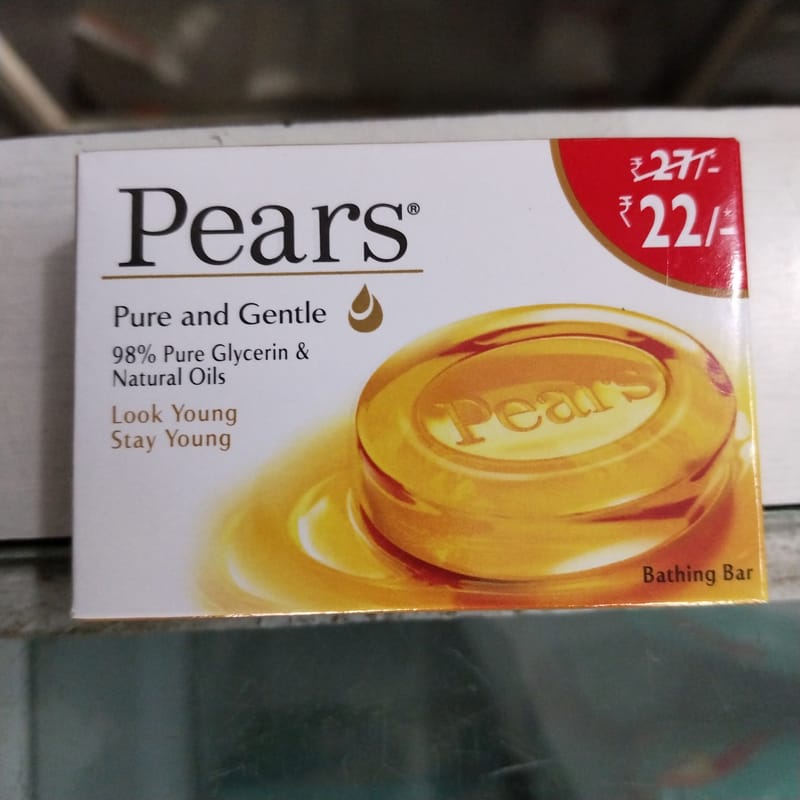 Pears®
Pure and Gentle
98% Pure Glycerin &
Natural Oils
Look Young
Stay Young
₹ 27/-
₹ 22/-*
Pears
Bathing Bar